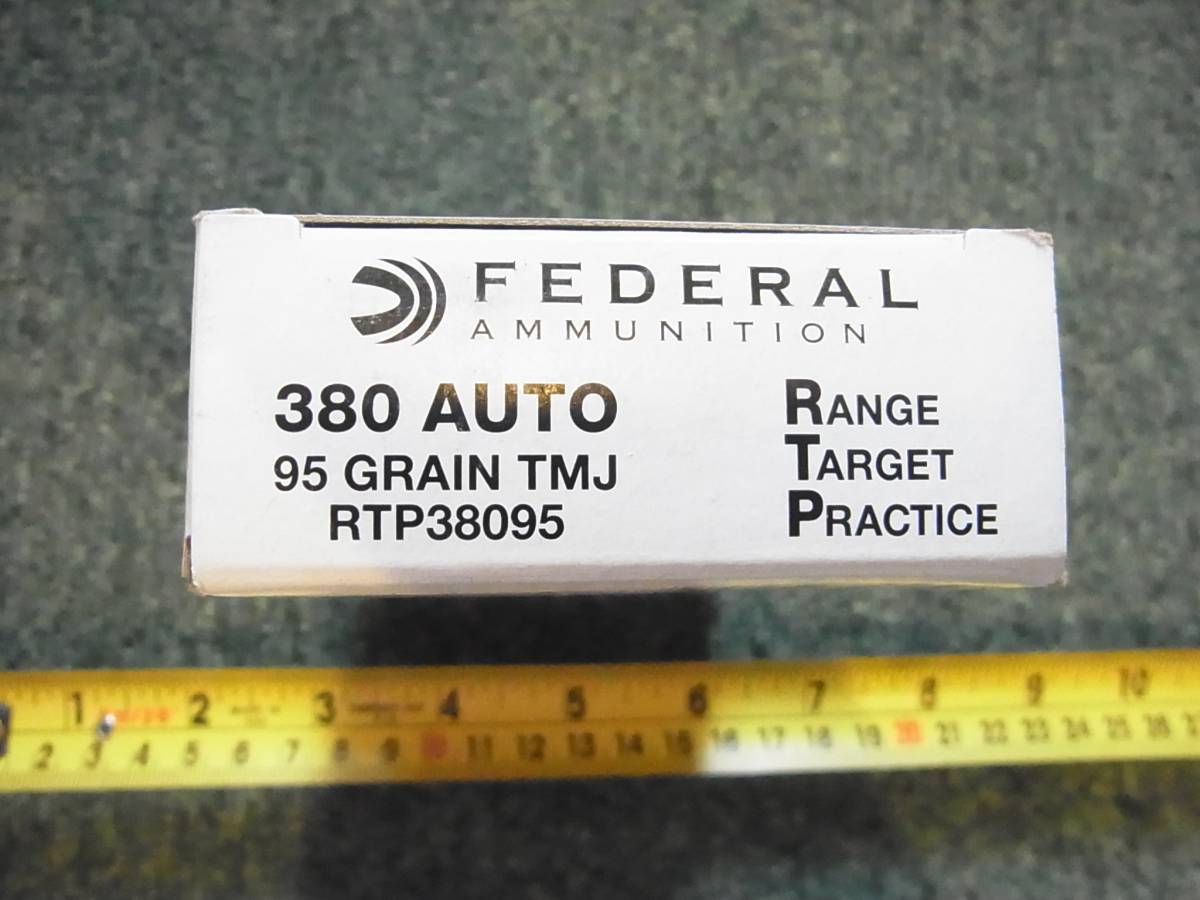 FEDERAL
AMMUNITION
380 AUTO
95 GRAIN TMJ
RTP38095
RANGE
TARGET
PRACTICE
1 2 3 4 5 6 7 8 9 10
2 3 4 5 6 7 8 9 10 11 12 13 14 15 16 17 18 19 20 21 22 23 24 25 26